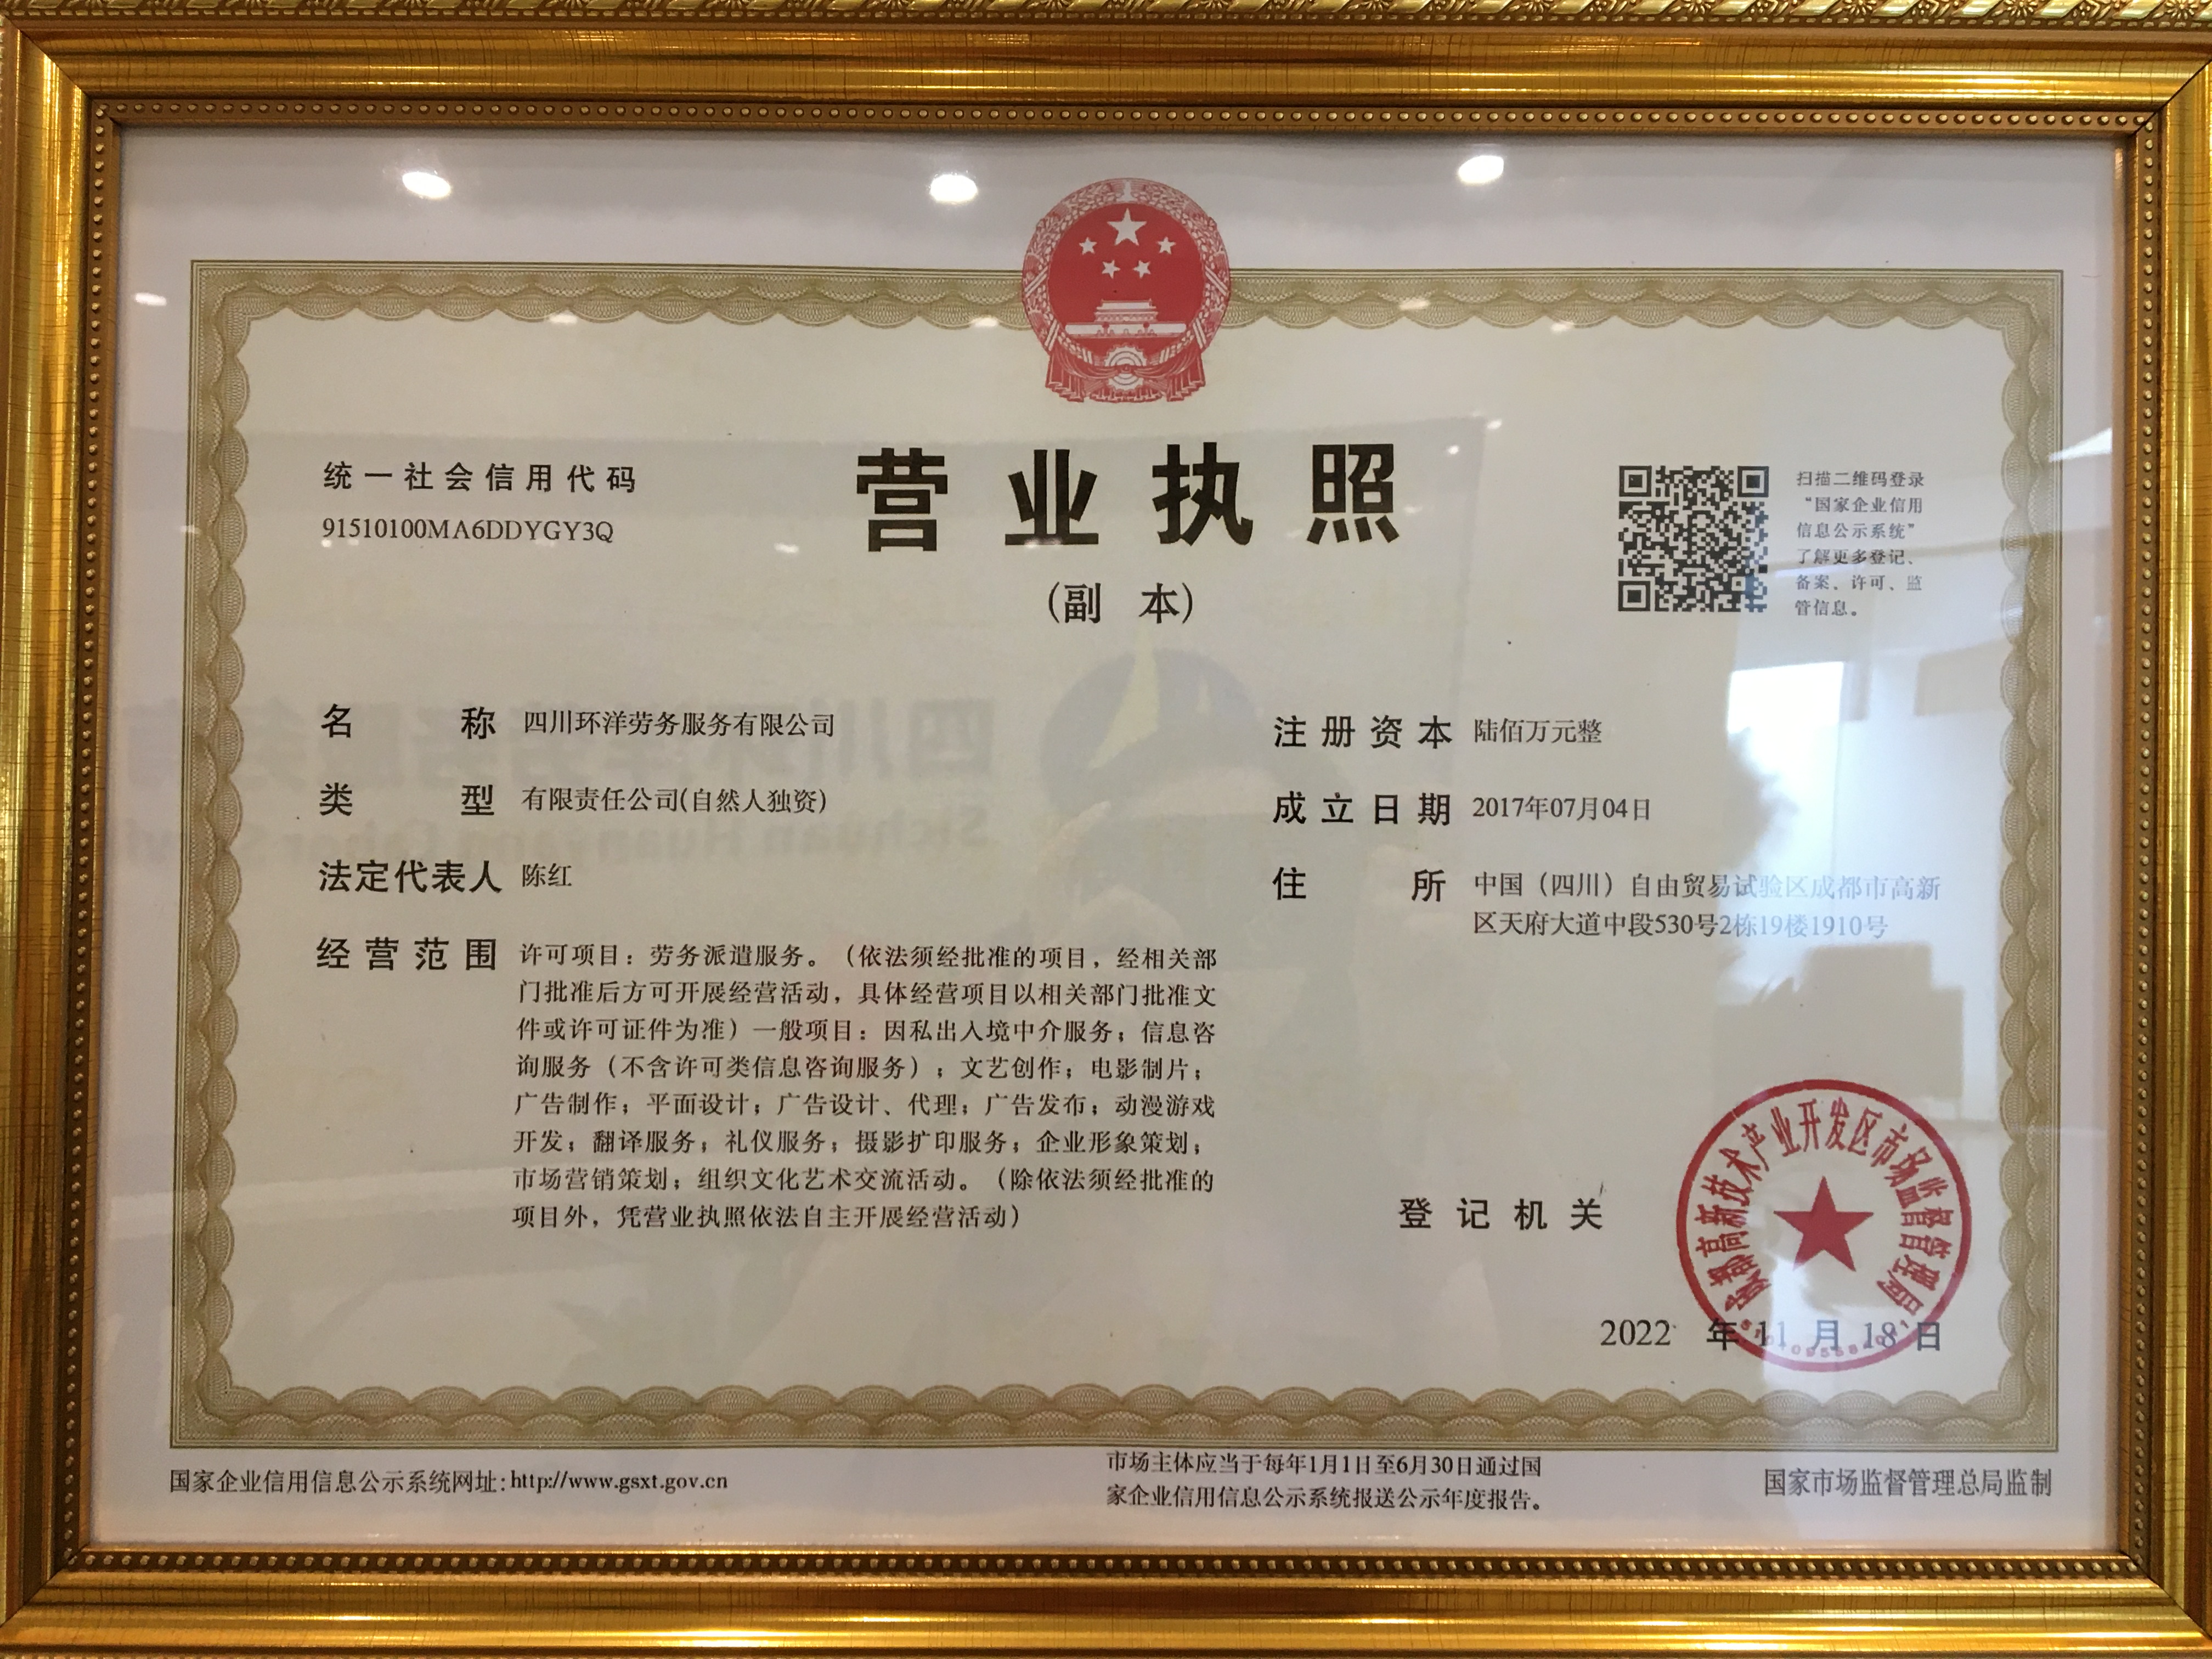 统一社会信用代码
91510100MA6DDYGY3Q
营业执照
(副 本)
扫描二维码登录
“国家企业信用
信息公示系统”
了解更多登记、
备案、许可、监
管信息。
名 称 四川环洋劳务服务有限公司
类 型 有限责任公司(自然人独资)
法定代表人 陈红
经营范围 许可项目：劳务派遣服务。（依法须经批准的项目，经相关部
门批准后方可开展经营活动，具体经营项目以相关部门批准文
件或许可证件为准）一般项目：因私出入境中介服务；信息咨
询服务（不含许可类信息咨询服务）；文艺创作；电影制片；
广告制作；平面设计；广告设计、代理；广告发布；动漫游戏
开发；翻译服务；礼仪服务；摄影扩印服务；企业形象策划；
市场营销策划；组织文化艺术交流活动。（除依法须经批准的
项目外，凭营业执照依法自主开展经营活动）
注册资本 陆佰万元整
成立日期 2017年07月04日
住 所 中国（四川）自由贸易试验区成都市高新
区天府大道中段530号2栋19楼1910号
登记机关
成都高新技术产业开发区市场监督管理局
2022 年 11 月 18 日
国家企业信用信息公示系统网址：http://www.gsxt.gov.cn
市场主体应当于每年1月1日至6月30日通过国
家企业信用信息公示系统报送公示年度报告。
国家市场监督管理总局监制